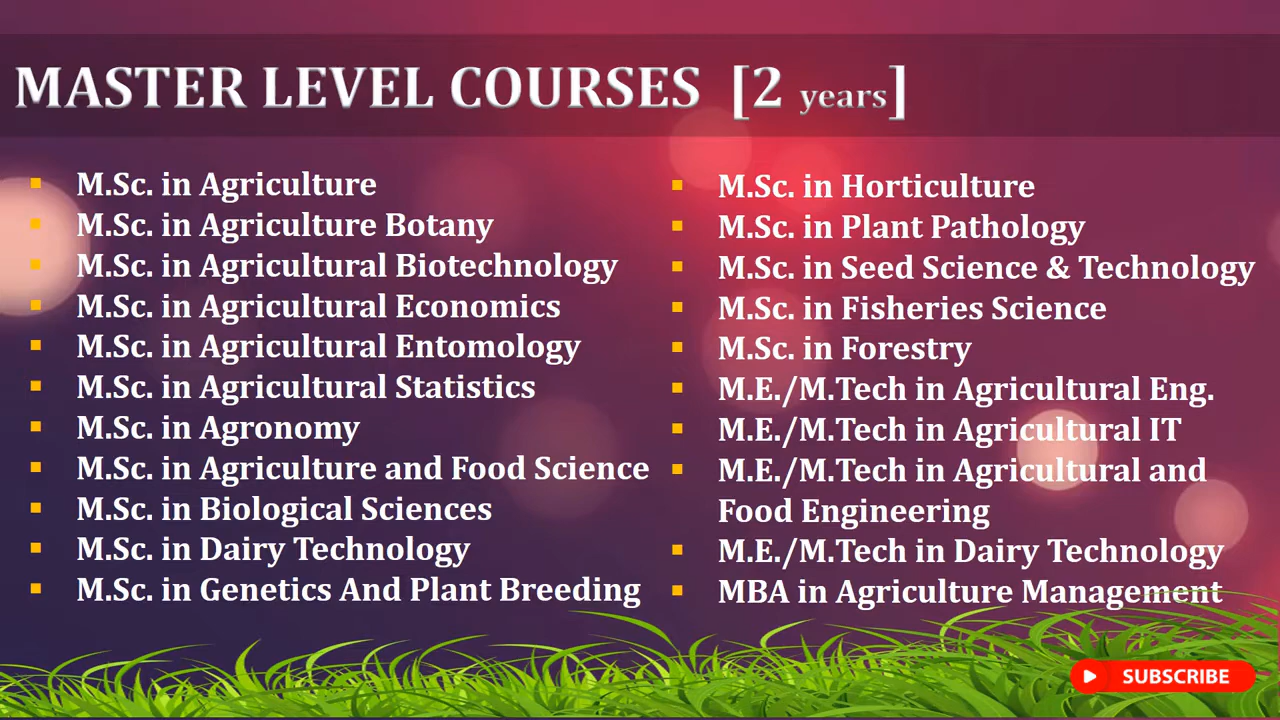 MASTER LEVEL COURSES [2 years]
M.Sc. in Agriculture
M.Sc. in Agriculture Botany
M.Sc. in Agricultural Biotechnology
M.Sc. in Agricultural Economics
M.Sc. in Agricultural Entomology
M.Sc. in Agricultural Statistics
M.Sc. in Agronomy
M.Sc. in Agriculture and Food Science
M.Sc. in Biological Sciences
M.Sc. in Dairy Technology
M.Sc. in Genetics And Plant Breeding
M.Sc. in Horticulture
M.Sc. in Plant Pathology
M.Sc. in Seed Science & Technology
M.Sc. in Fisheries Science
M.Sc. in Forestry
M.E./M.Tech in Agricultural Eng.
M.E./M.Tech in Agricultural IT
M.E./M.Tech in Agricultural and
Food Engineering
M.E./M.Tech in Dairy Technology
MBA in Agriculture Management
SUBSCRIBE